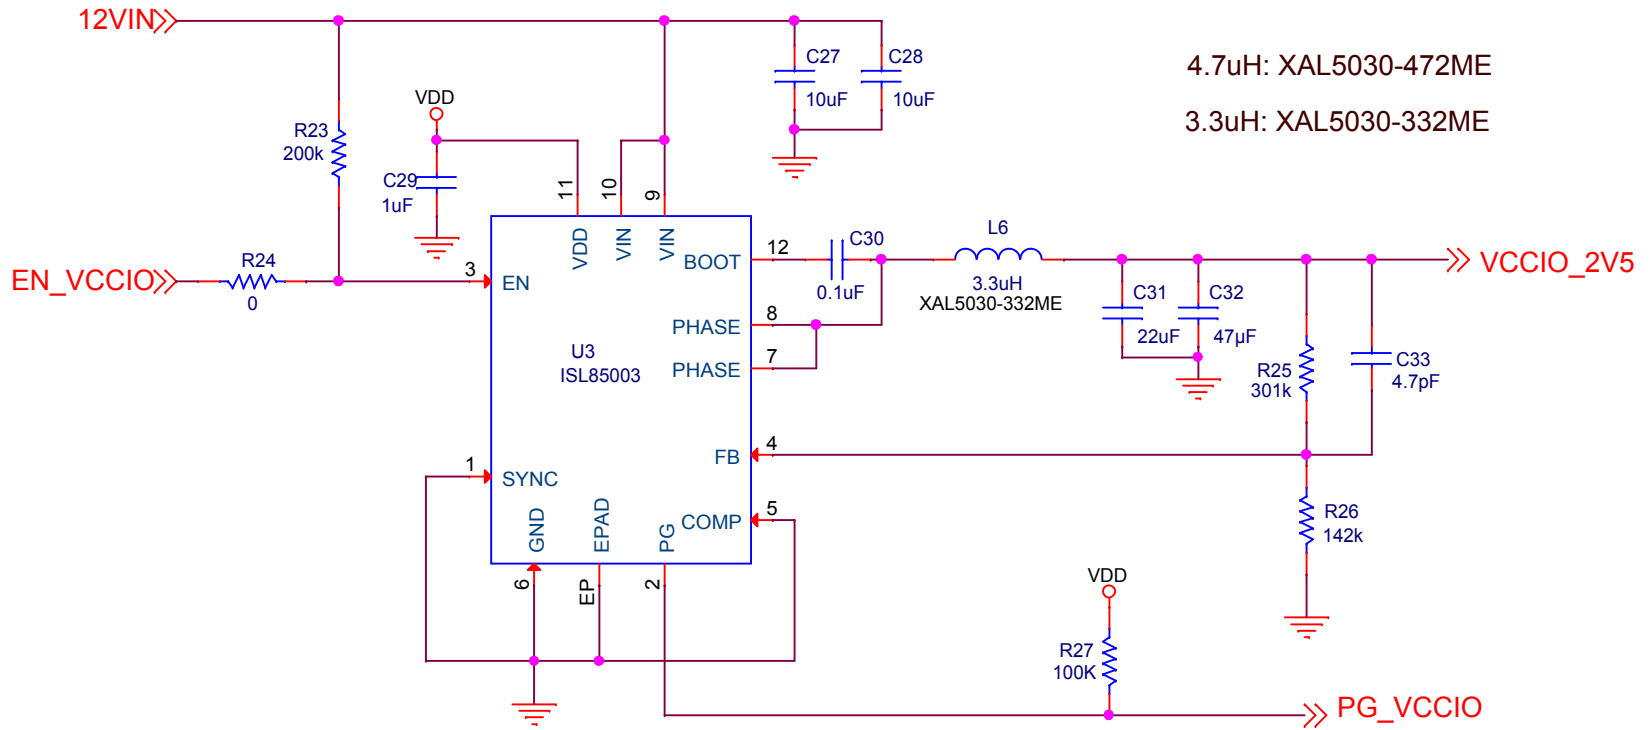 12VIN
4.7uH: XAL5030-472ME
3.3uH: XAL5030-332ME
C27
10uF
C28
10uF
VDD
R23
200k
C29
1uF
11
10
9
VDD
VIN
VIN
EN_VCCIO
R24
0
3
EN
BOOT
12
C30
0.1uF
L6
3.3uH
XAL5030-332ME
VCCIO_2V5
C31
22uF
C32
47µF
PHASE
8
PHASE
7
U3
ISL85003
R25
301k
C33
4.7pF
FB
4
1
SYNC
COMP
5
R26
142k
GND
EPAD
PG
6
EP
2
VDD
R27
100K
PG_VCCIO